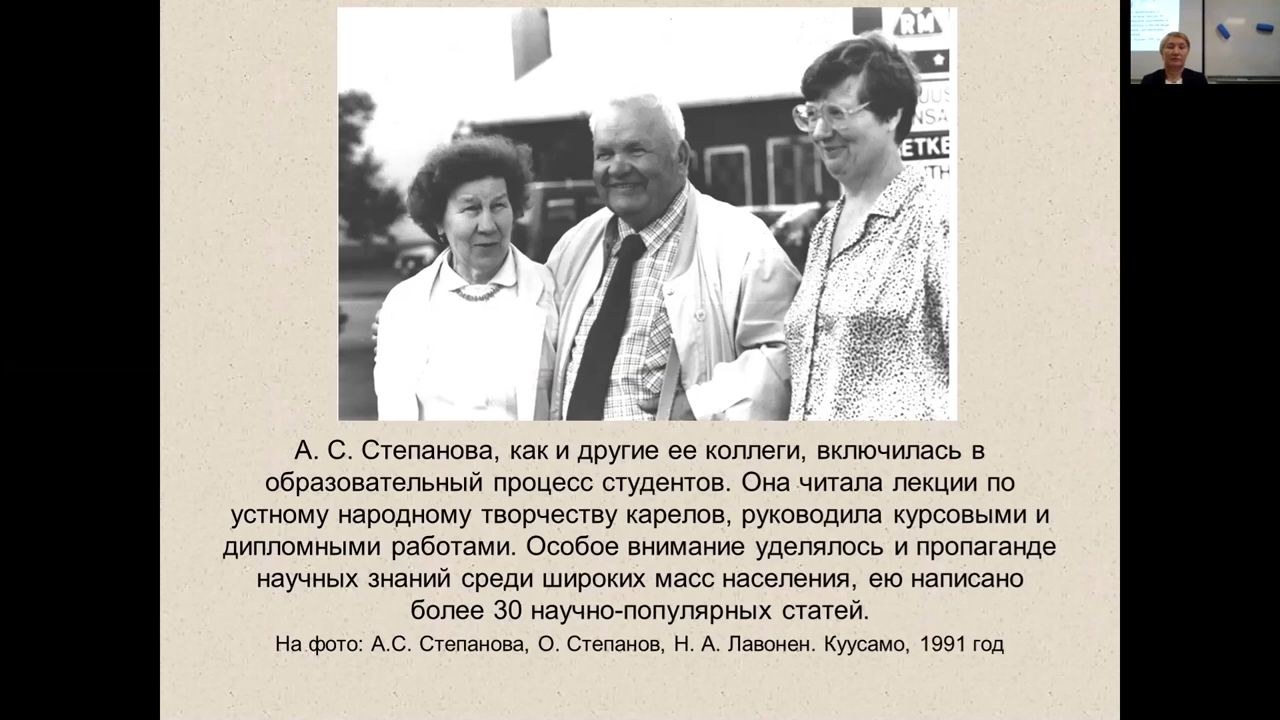 RM
ETKE
А. С. Степанова, как и другие ее коллеги, включилась в
образовательный процесс студентов. Она читала лекции по
устному народному творчеству карелов, руководила курсовыми и
дипломными работами. Особое внимание уделялось и пропаганде
научных знаний среди широких масс населения, ею написано
более 30 научно-популярных статей.
На фото: А.С. Степанова, О. Степанов, Н. А. Лавонен. Куусамо, 1991 год